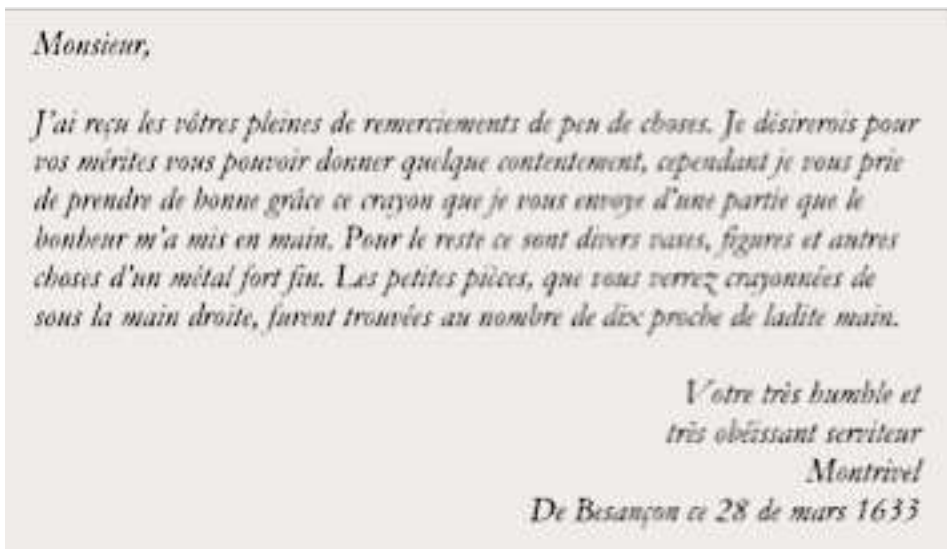 Monsieur,
J'ai reçu les vôtres pleines de remerciements de peu de choses. Je désirerois pour
vos mérites vous pouvoir donner quelque contentement, cependant je vous prie
de prendre de bonne grâce ce crayon que je vous envoye d'une partie que le
bonheur m'a mis en main. Pour le reste ce sont divers vases, figures et autres
choses d'un métal fort fin. Les petites pièces, que vous verrez crayonnées de
sous la main droite, furent trouvées au nombre de dix proche de ladite main.
Votre très humble et
très obéissant serviteur
Montrivel
De Besançon ce 28 de mars 1633